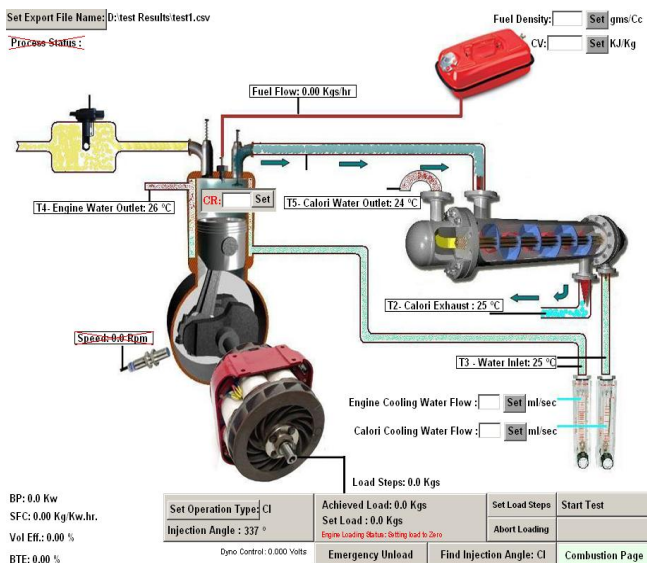 Set Export File Name: D:\test Results\test1.csv
Process Status :
Fuel Density: Set gms/Cc
CV: Set KJ/Kg
Fuel Flow: 0.00 Kgs/hr
T4- Engine Water Outlet: 26 °C
CR: Set
T5- Calori Water Outlet: 24 °C
T2- Calori Exhaust : 25 °C
Speed: 0.0 Rpm
T3 - Water Inlet: 25 °C
Engine Cooling Water Flow : Set ml/sec
Calori Cooling Water Flow : Set ml/sec
Load Steps: 0.0 Kgs
BP: 0.0 Kw
SFC: 0.00 Kg/Kw.hr.
Vol Eff.: 0.00 %
BTE: 0.00 %
Set Operation Type: CI
Injection Angle : 337 °
Dyno Control: 0.000 Volts
Achieved Load: 0.0 Kgs
Set Load : 0.0 Kgs
Engine Loading Status: Setting load to Zero
Emergency Unload
Set Load Steps
Abort Loading
Find Injection Angle: CI
Start Test
Combustion Page